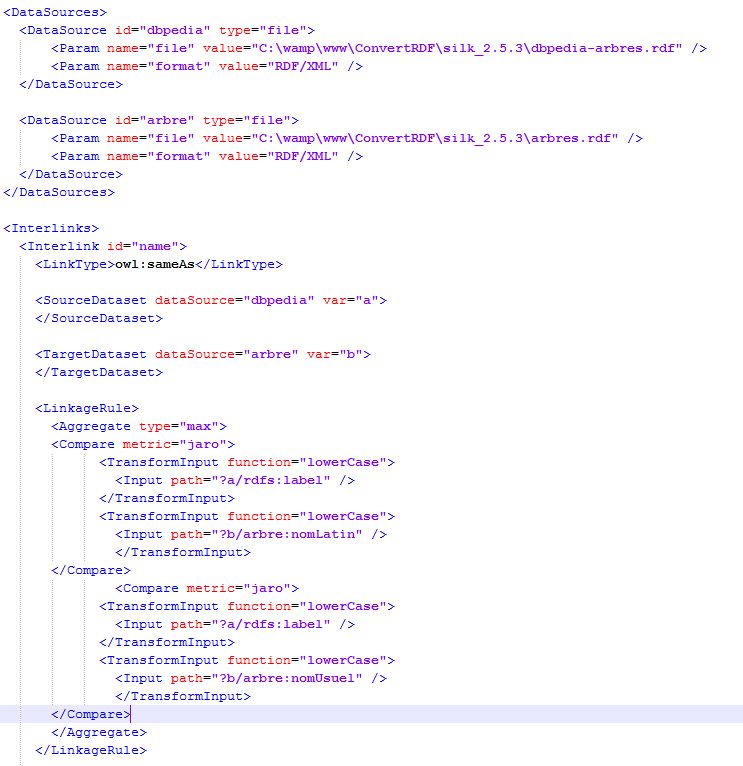 <DataSources>
<DataSource id="dbpedia" type="file">
<Param name="file" value="C:\wamp\www\ConvertRDF\silk_2.5.3\dbpedia-arbres.rdf" />
<Param name="format" value="RDF/XML" />
</DataSource>
<DataSource id="arbre" type="file">
<Param name="file" value="C:\wamp\www\ConvertRDF\silk_2.5.3\arbres.rdf" />
<Param name="format" value="RDF/XML" />
</DataSource>
</DataSources>
<Interlinks>
<Interlink id="name">
<LinkType>owl:sameAs</LinkType>
<SourceDataset dataSource="dbpedia" var="a">
</SourceDataset>
<TargetDataset dataSource="arbre" var="b">
</TargetDataset>
<LinkageRule>
<Aggregate type="max">
<Compare metric="jaro">
<TransformInput function="lowerCase">
<Input path="?a/rdfs:label" />
</TransformInput>
<TransformInput function="lowerCase">
<Input path="?b/arbre:nomLatin" />
</TransformInput>
</Compare>
<Compare metric="jaro">
<TransformInput function="lowerCase">
<Input path="?a/rdfs:label" />
</TransformInput>
<TransformInput function="lowerCase">
<Input path="?b/arbre:nomUsuel" />
</TransformInput>
</Compare>
</Aggregate>
</LinkageRule>